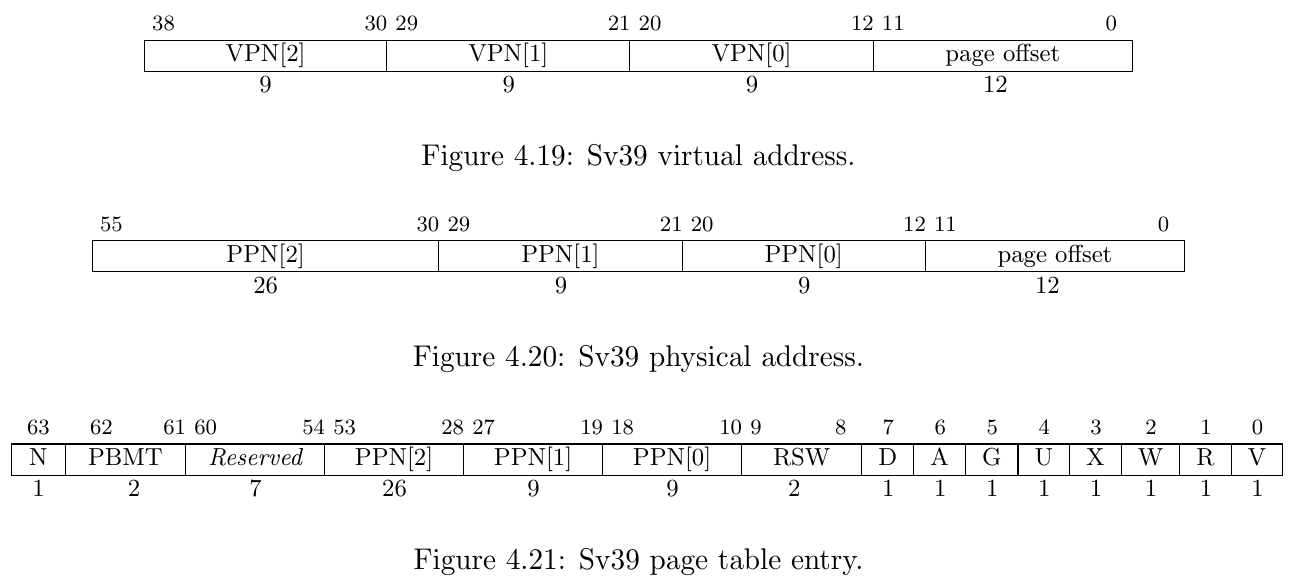 38 30 29 21 20 12 11 0
VPN[2] VPN[1] VPN[0] page offset
9 9 9 12
Figure 4.19: Sv39 virtual address.
55 30 29 21 20 12 11 0
PPN[2] PPN[1] PPN[0] page offset
26 9 9 12
Figure 4.20: Sv39 physical address.
63 62 61 60 54 53 28 27 19 18 10 9 8 7 6 5 4 3 2 1 0
N PBMT Reserved PPN[2] PPN[1] PPN[0] RSW D A G U X W R V
1 2 7 26 9 9 2 1 1 1 1 1 1 1 1
Figure 4.21: Sv39 page table entry.